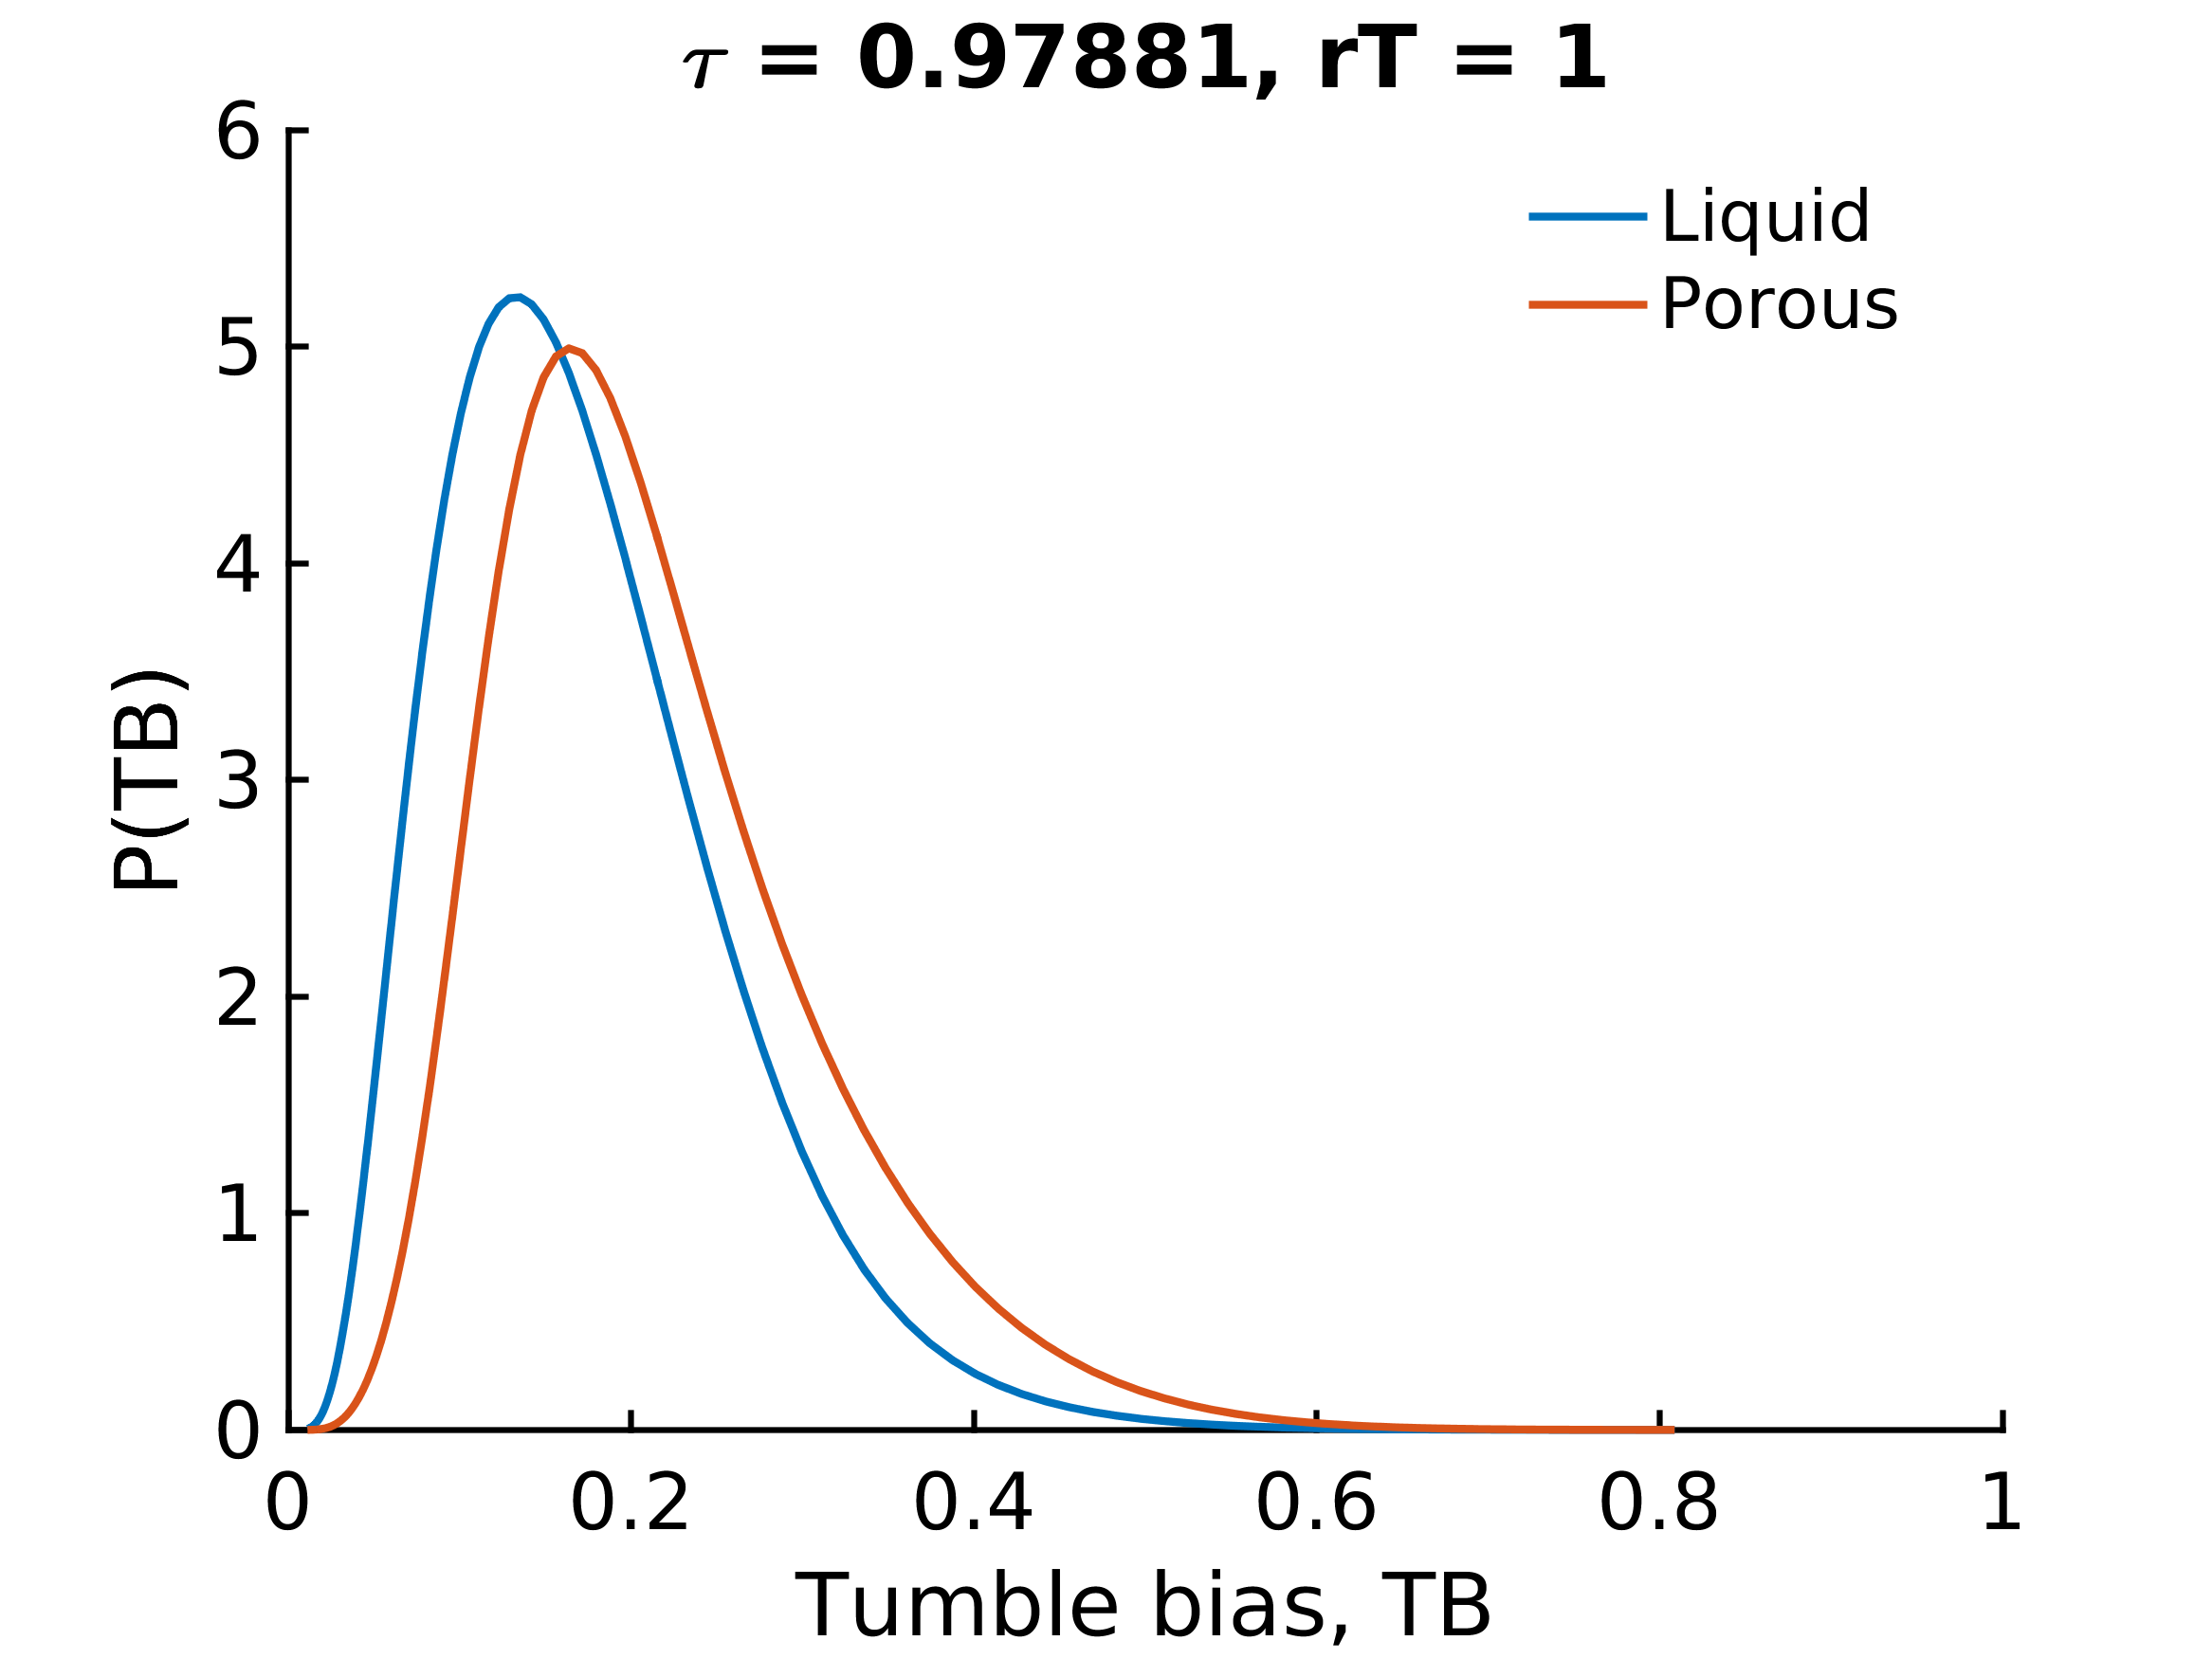 τ = 0.97881, rT = 1
6
5
4
3
2
1
0
P(TB)
Liquid
Porous
0 0.2 0.4 0.6 0.8 1
Tumble bias, TB